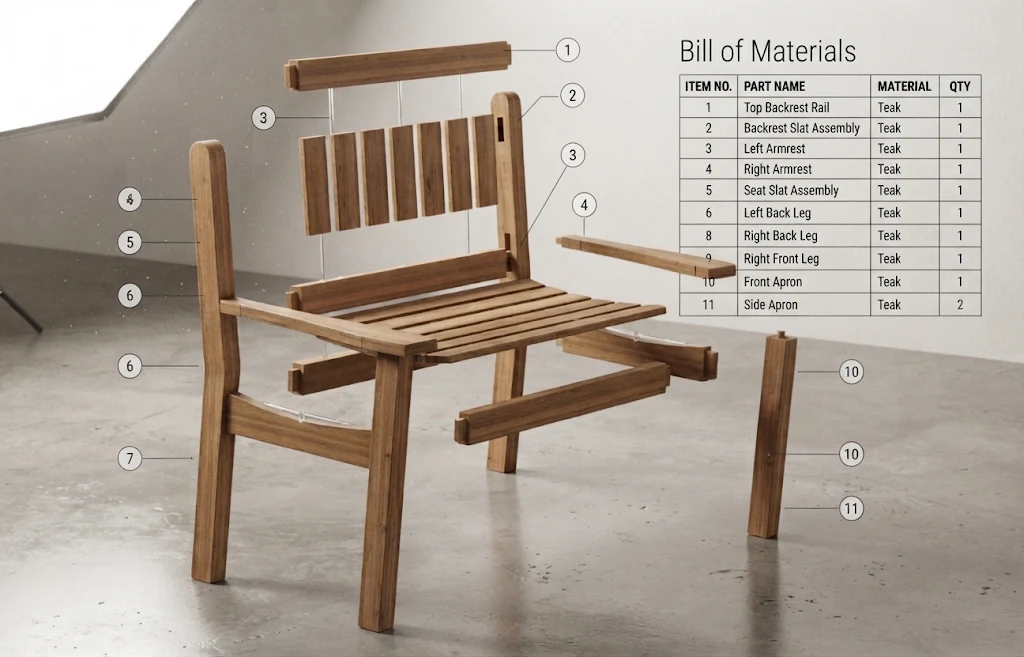 Bill of Materials
ITEM NO. PART NAME MATERIAL QTY
1 Top Backrest Rail Teak 1
2 Backrest Slat Assembly Teak 1
3 Left Armrest Teak 1
4 Right Armrest Teak 1
5 Seat Slat Assembly Teak 1
6 Left Back Leg Teak 1
8 Right Back Leg Teak 1
9 Right Front Leg Teak 1
10 Front Apron Teak 1
11 Side Apron Teak 2
1
2
3
3
4
4
5
6
6
7
10
10
11